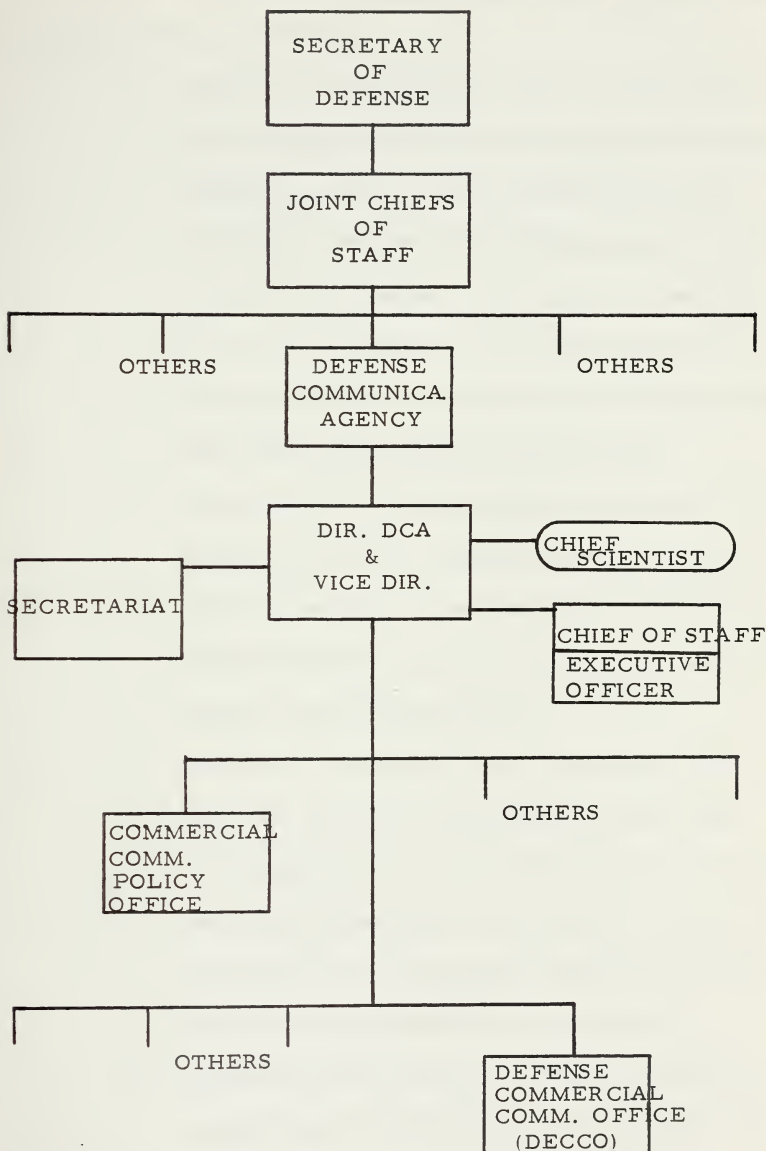 SECRETARY
OF
DEFENSE
JOINT CHIEFS
OF
STAFF
OTHERS
DEFENSE
COMMUNICA.
AGENCY
OTHERS
DIR. DCA
&
VICE DIR.
CHIEF
SCIENTIST
SECRETARIAT
CHIEF OF STAFF
EXECUTIVE
OFFICER
OTHERS
COMMERCIAL
COMM.
POLICY
OFFICE
OTHERS
DEFENSE
COMMERCIAL
COMM. OFFICE
(DECCO)